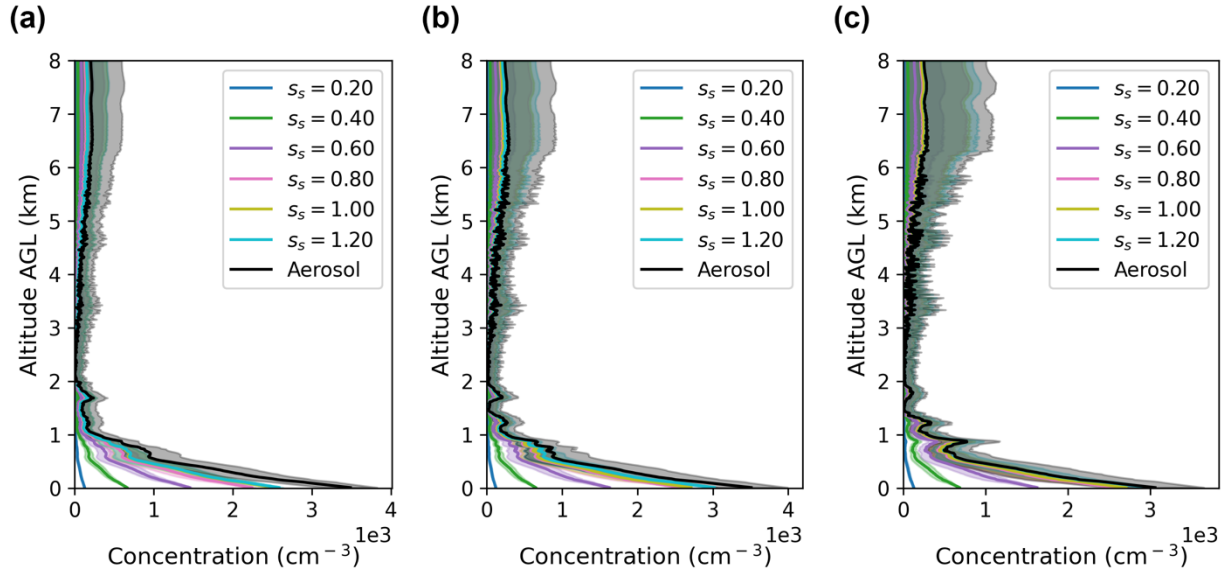 (a)
(b)
(c)
8
7
6
5
4
3
2
1
0
Altitude AGL (km)
s_s = 0.20
s_s = 0.40
s_s = 0.60
s_s = 0.80
s_s = 1.00
s_s = 1.20
Aerosol
0 1 2 3 4
1e3
Concentration (cm⁻³)
8
7
6
5
4
3
2
1
0
Altitude AGL (km)
s_s = 0.20
s_s = 0.40
s_s = 0.60
s_s = 0.80
s_s = 1.00
s_s = 1.20
Aerosol
0 1 2 3 4
1e3
Concentration (cm⁻³)
8
7
6
5
4
3
2
1
0
Altitude AGL (km)
s_s = 0.20
s_s = 0.40
s_s = 0.60
s_s = 0.80
s_s = 1.00
s_s = 1.20
Aerosol
0 1 2 3
1e3
Concentration (cm⁻³)